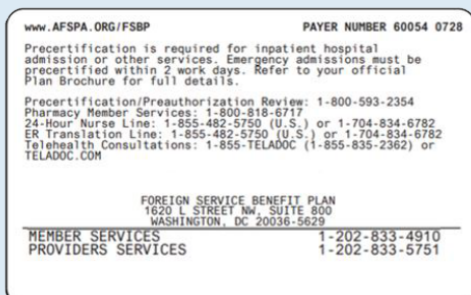 www.AFSPA.ORG/FSBP PAYER NUMBER 60054 0728
Precertification is required for inpatient hospital
admission or other services. Emergency admissions must be
precertified within 2 work days. Refer to your official
Plan Brochure for full details.
Precertification/Preauthorization Review: 1-800-593-2354
Pharmacy Member Services: 1-800-818-6717
24-Hour Nurse Line: 1-855-482-5750 (U.S.) or 1-704-834-6782
ER Translation Line: 1-855-482-5750 (U.S.) or 1-704-834-6782
Telehealth Consultations: 1-855-TELADOC (1-855-835-2362) or
TELADOC.COM
FOREIGN SERVICE BENEFIT PLAN
1620 L STREET NW, SUITE 800
WASHINGTON, DC 20036-5629
MEMBER SERVICES 1-202-833-4910
PROVIDERS SERVICES 1-202-833-5751